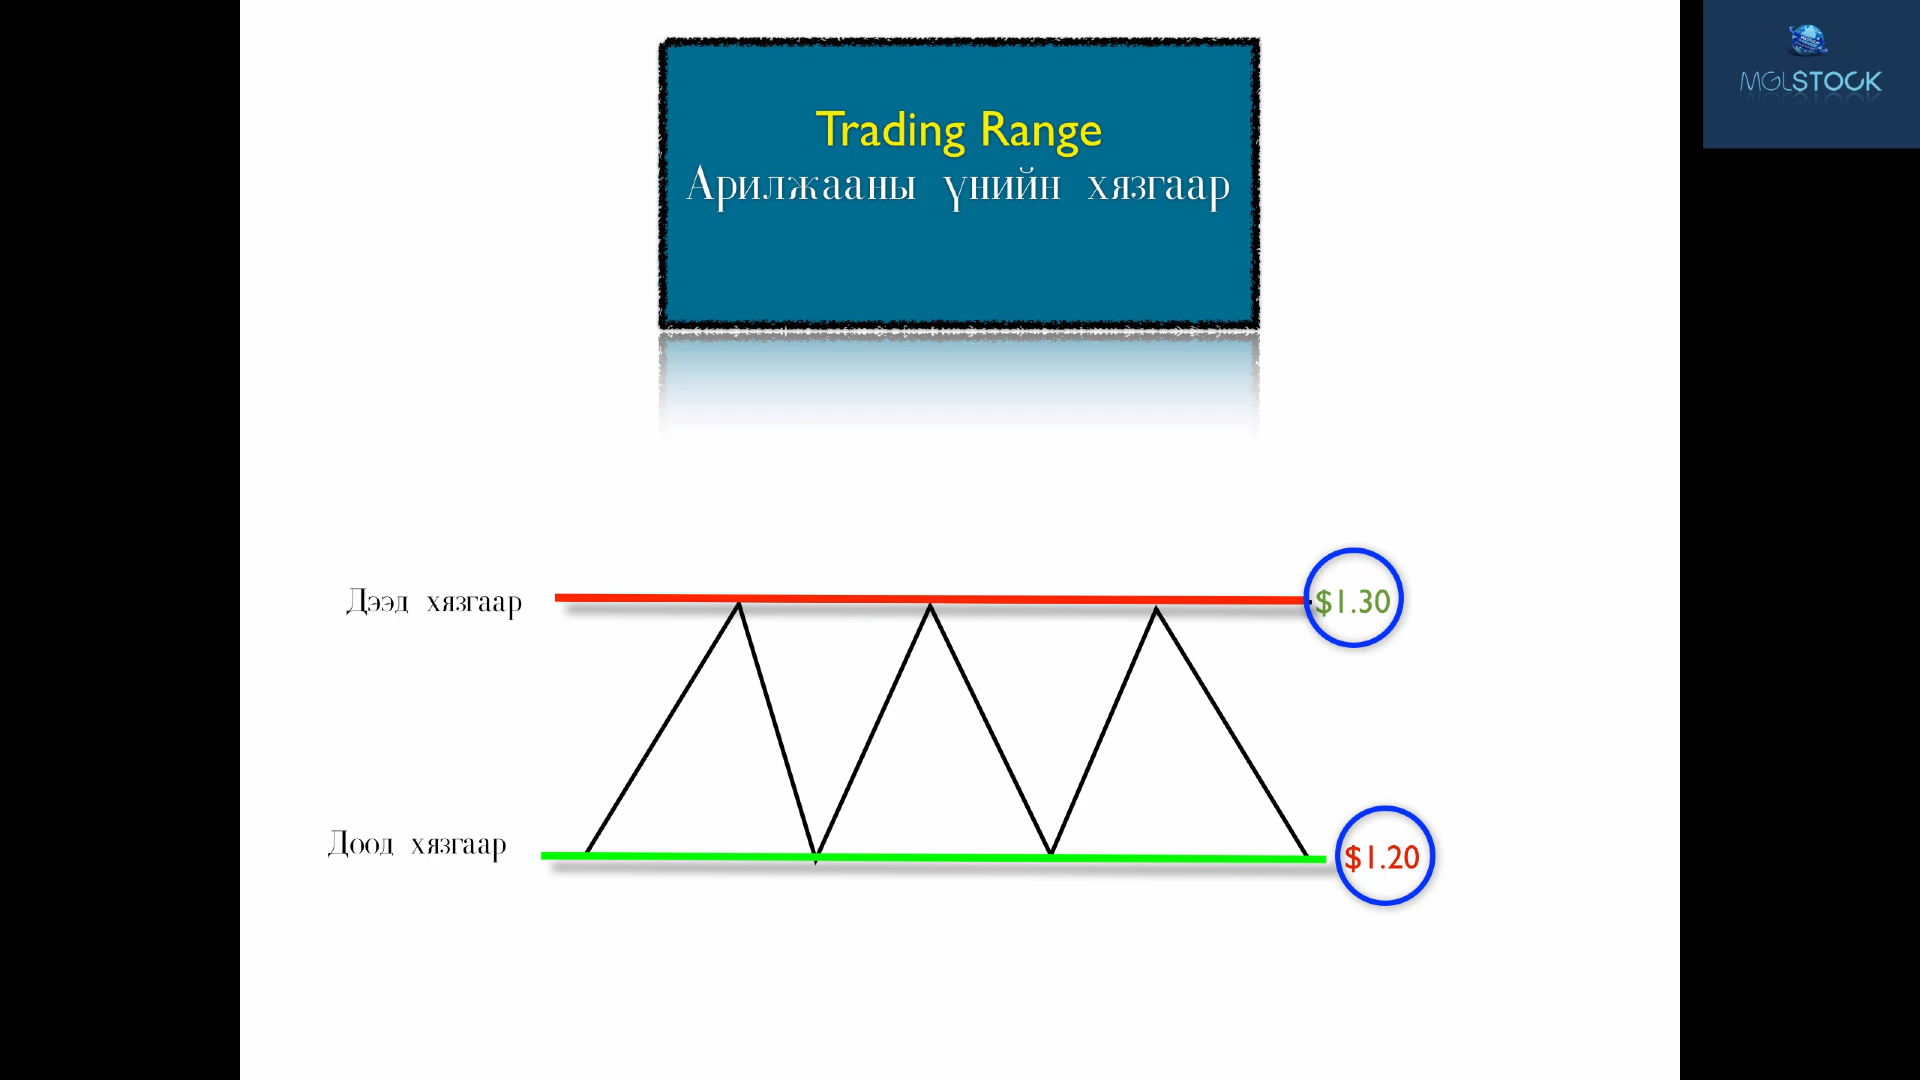 MGLSTOCK
Trading Range
Арилжааны үнийн хязгаар
Дээд хязгаар
$1.30
Доод хязгаар
$1.20